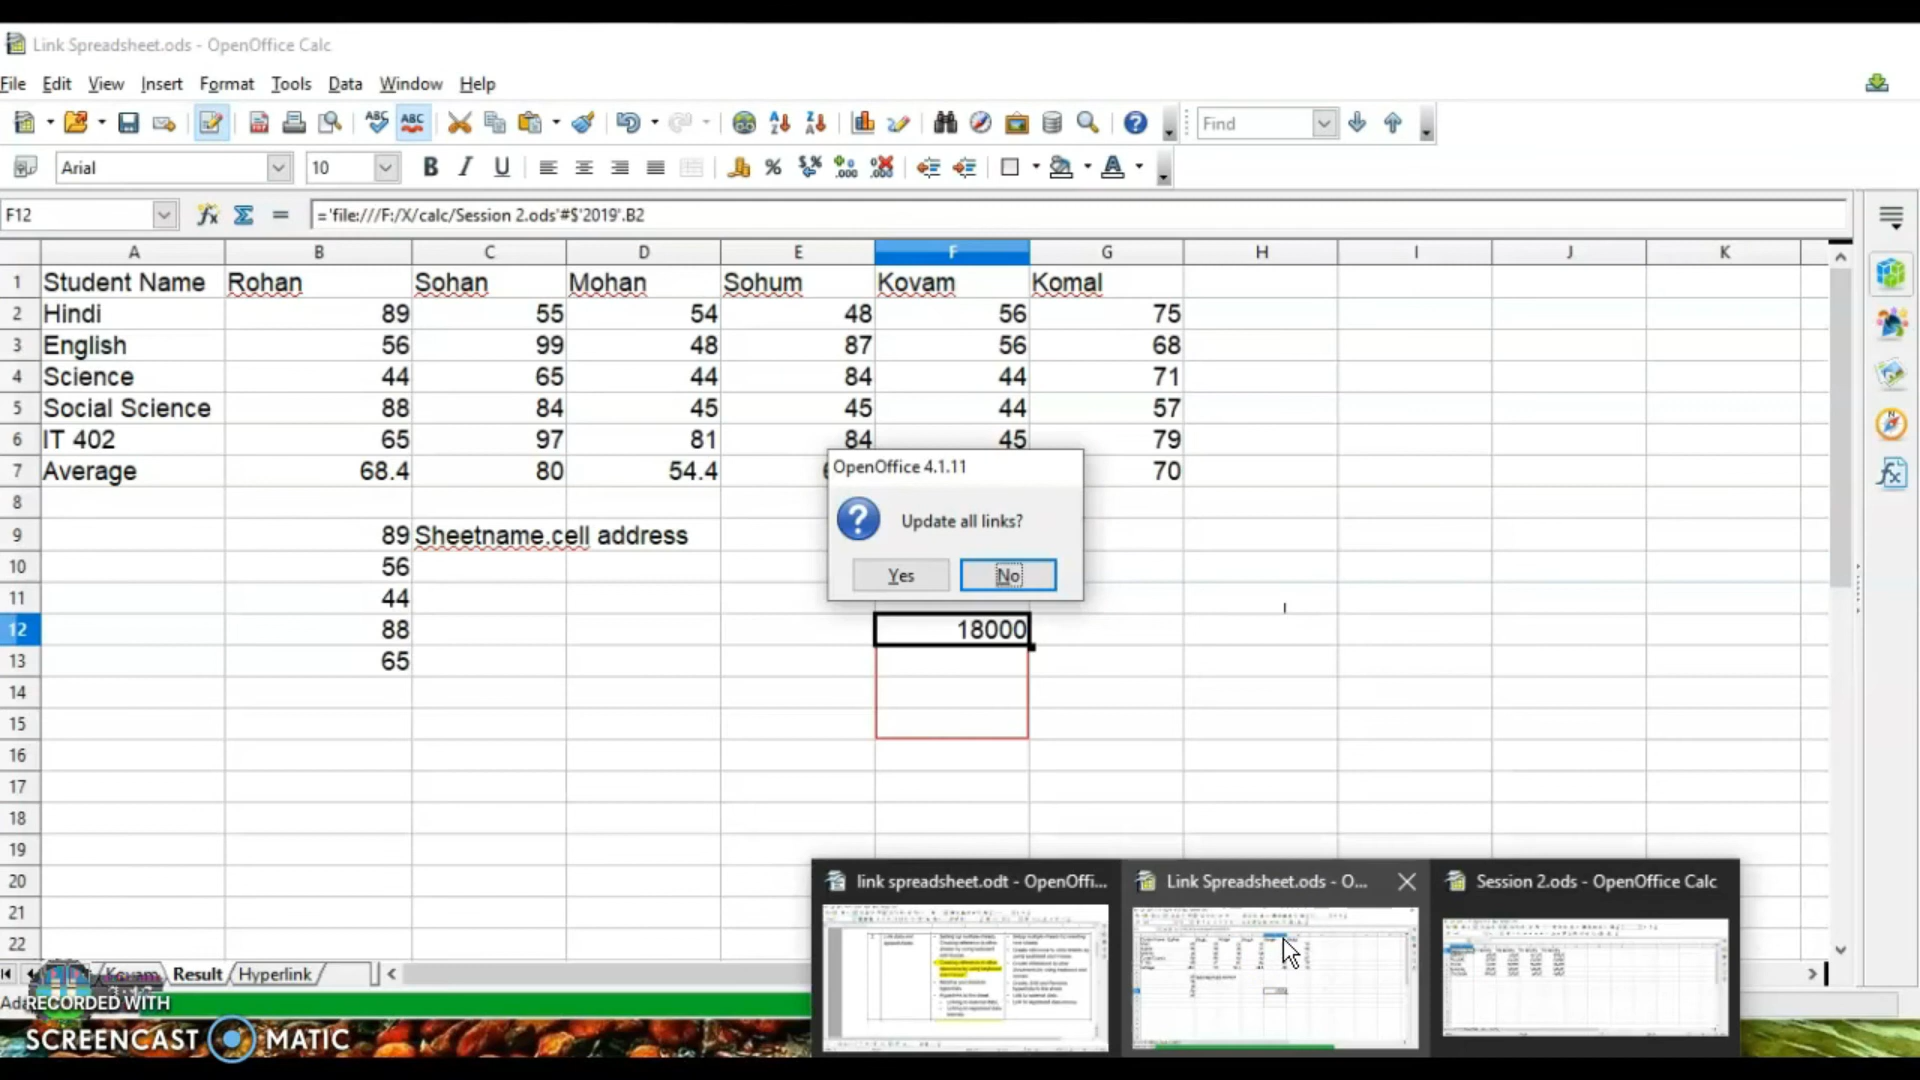 Link Spreadsheet.ods - OpenOffice Calc
File Edit View Insert Format Tools Data Window Help
Find
Arial 10
F12 ='file:///F:/X/calc/Session 2.ods'#$'2019'.B2
A B C D E F G H I J K
1 Student Name Rohan Sohan Mohan Sohum Kovam Komal
2 Hindi 89 55 54 48 56 75
3 English 56 99 48 87 56 68
4 Science 44 65 44 84 44 71
5 Social Science 88 84 45 45 44 57
6 IT 402 65 97 81 84 45 79
7 Average 68.4 80 54.4 70
8
9 89 Sheetname.cell address
10 56
11 44
12 88 18000
13 65
14
15
16
17
18
19
20
21
22
OpenOffice 4.1.11
Update all links?
Yes No
link spreadsheet.odt - OpenOffi... Link Spreadsheet.ods - O... Session 2.ods - OpenOffice Calc
Kovam Result Hyperlink
RECORDED WITH
SCREENCAST MATIC